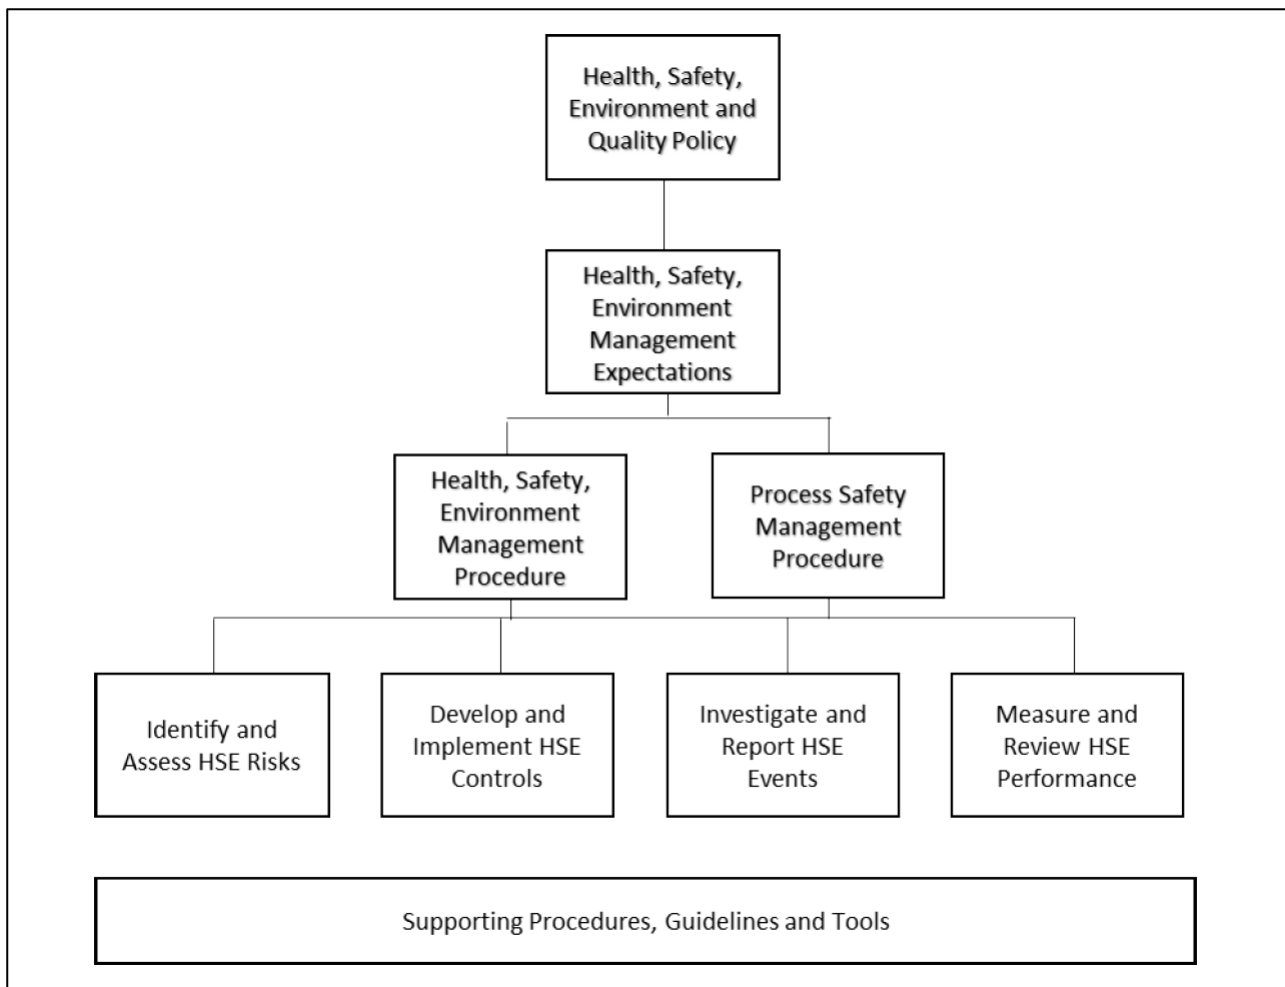 Health, Safety,
Environment and
Quality Policy
Health, Safety,
Environment
Management
Expectations
Health, Safety,
Environment
Management
Procedure
Process Safety
Management
Procedure
Identify and
Assess HSE Risks
Develop and
Implement HSE
Controls
Investigate and
Report HSE
Events
Measure and
Review HSE
Performance
Supporting Procedures, Guidelines and Tools